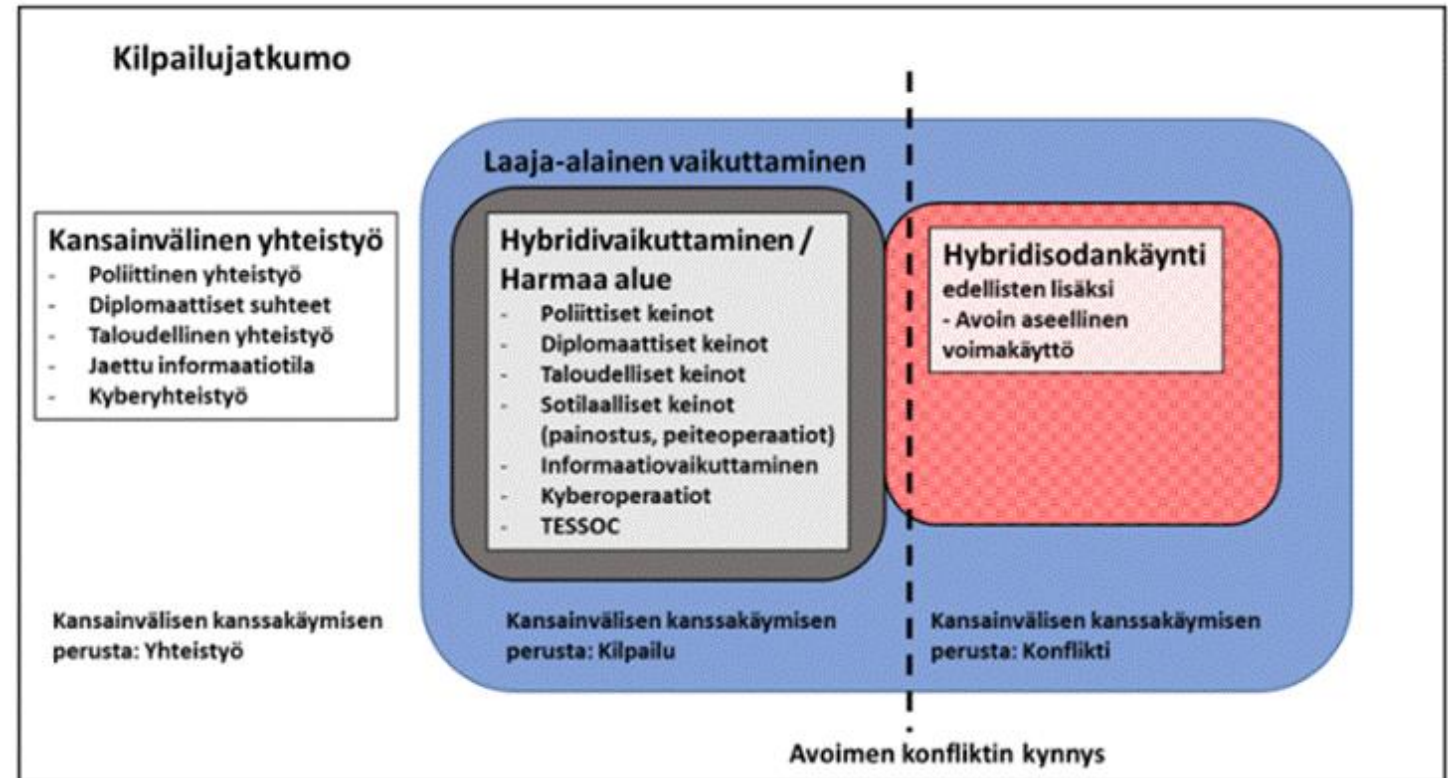 Kilpailujatkumo
Laaja-alainen vaikuttaminen
Kansainvälinen yhteistyö
- Poliittinen yhteistyö
- Diplomaattiset suhteet
- Taloudellinen yhteistyö
- Jaettu informaatiotila
- Kyberyhteistyö
Hybridivaikuttaminen /
Harmaa alue
- Poliittiset keinot
- Diplomaattiset keinot
- Taloudelliset keinot
- Sotilaalliset keinot
(painostus, peiteoperaatiot)
- Informaatiovaikuttaminen
- Kyberoperaatiot
- TESSOC
Hybridisodankäynti
edellisten lisäksi
- Avoin aseellinen
voimakäyttö
Kansainvälisen kanssakäymisen
perusta: Yhteistyö
Kansainvälisen kanssakäymisen
perusta: Kilpailu
Kansainvälisen kanssakäymisen
perusta: Konflikti
Avoimen konfliktin kynnys